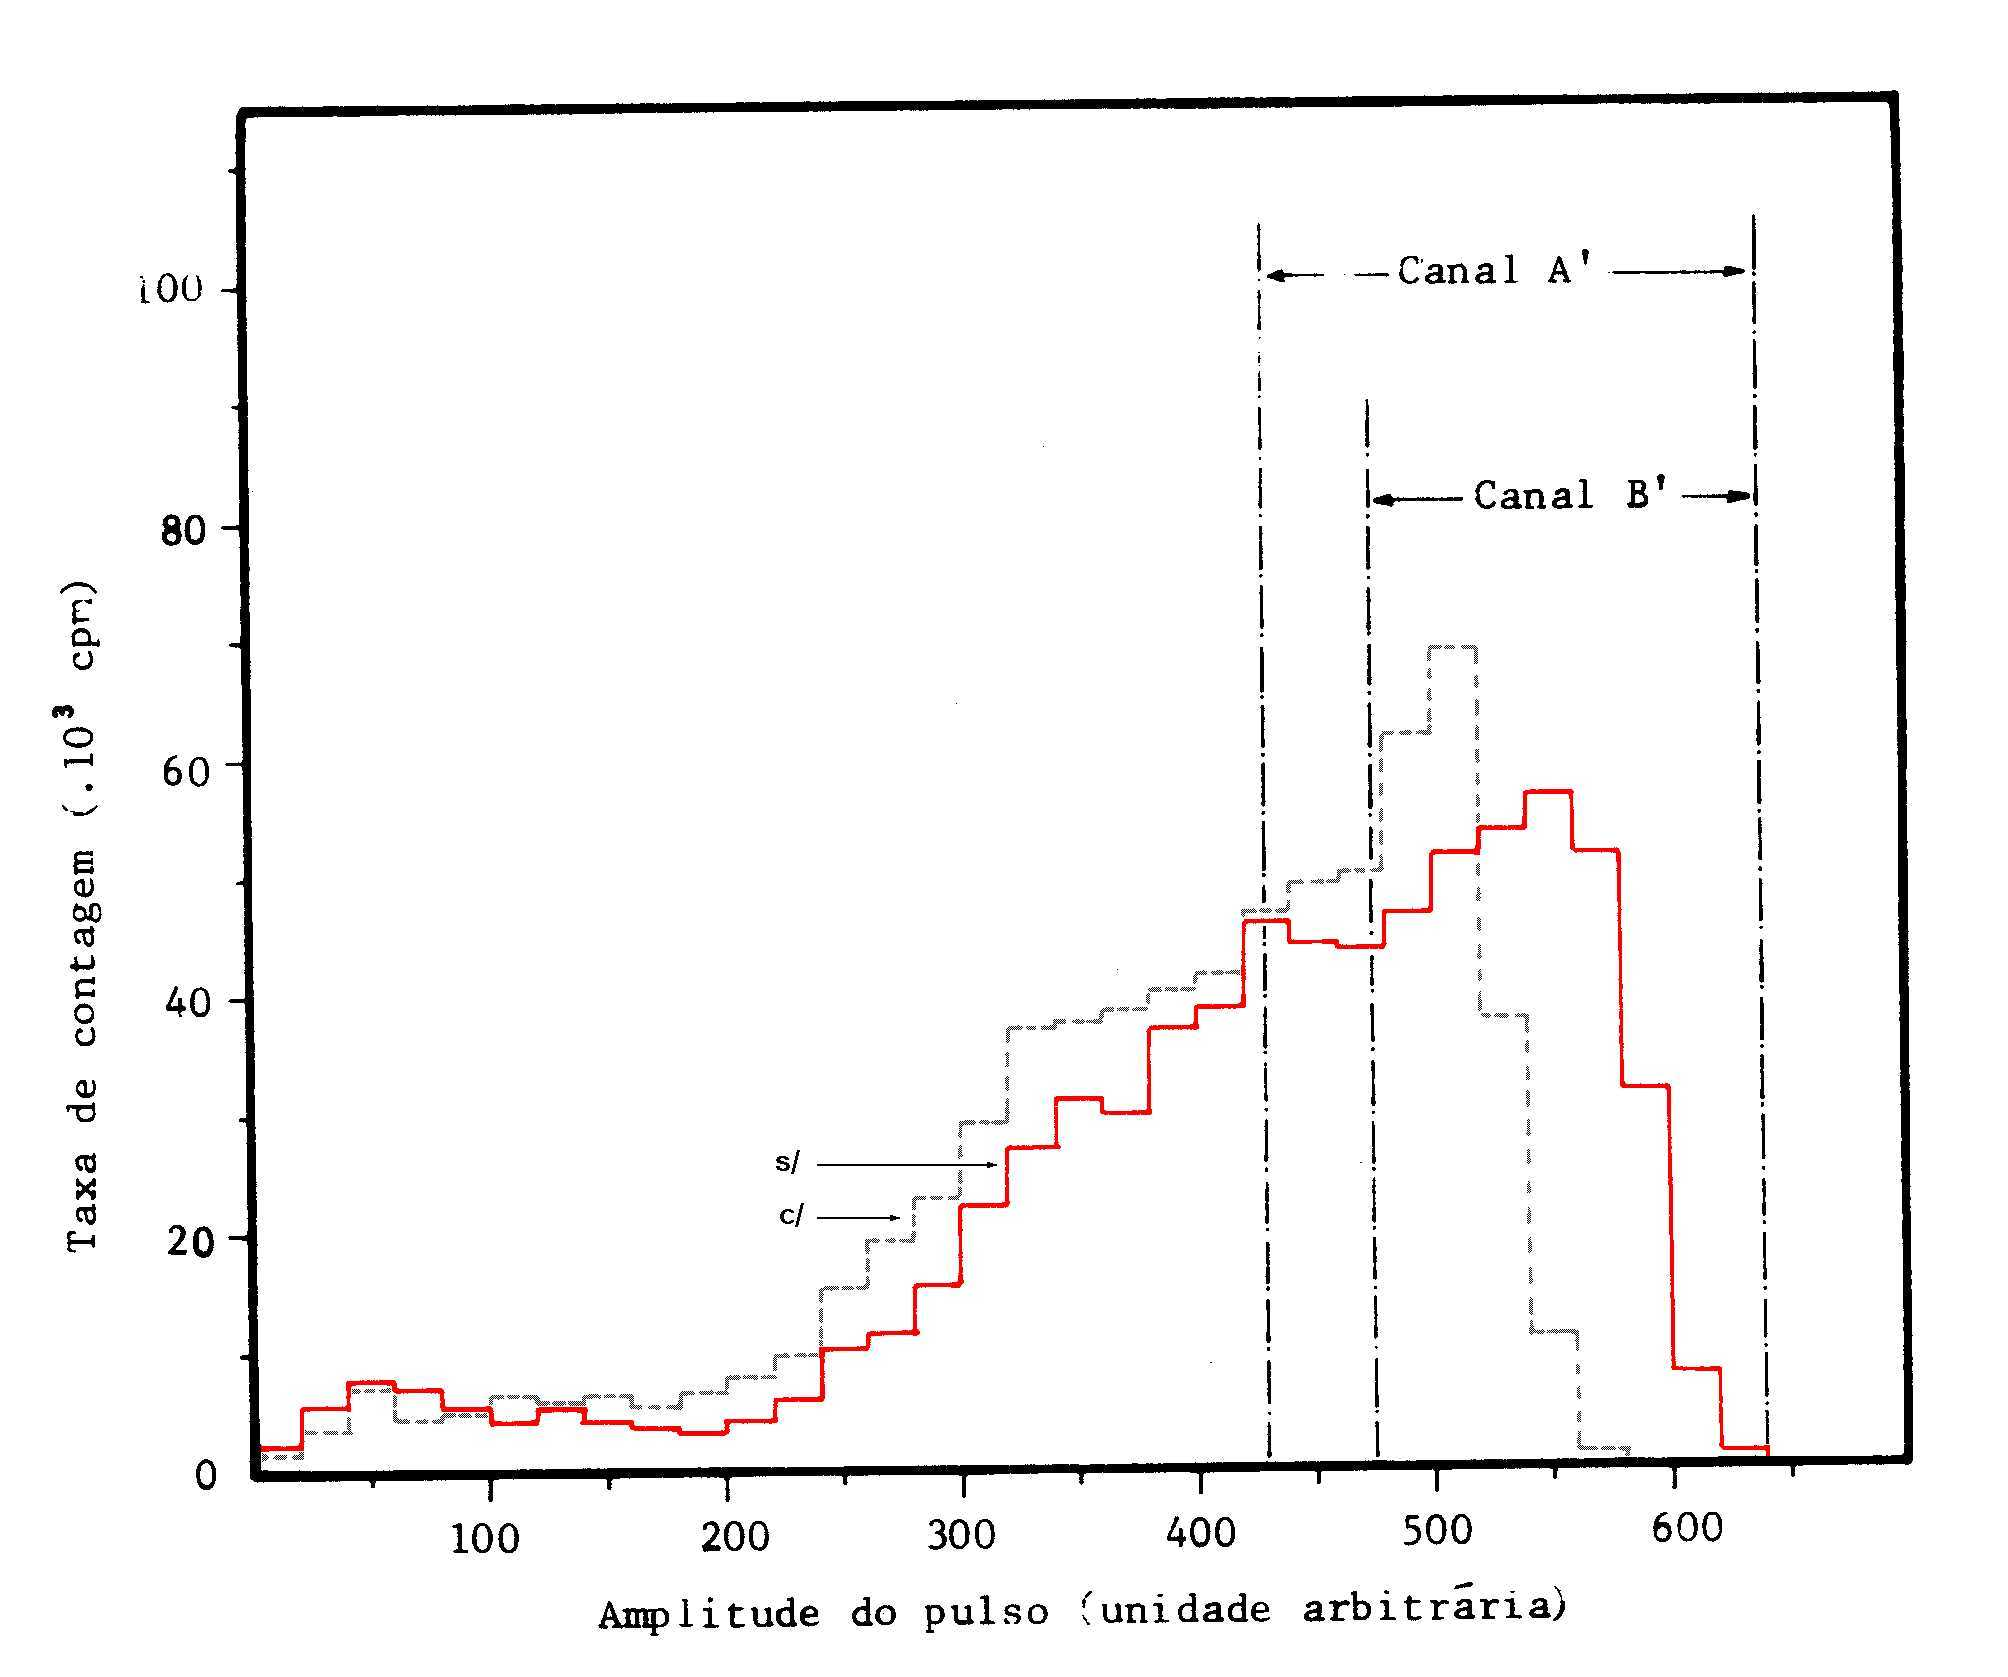 100
Canal A'
Canal B'
80
60
40
s/
c/
20
0
100 200 300 400 500 600
Taxa de contagem (.10³ cpm)
Amplitude do pulso (unidade arbitrária)